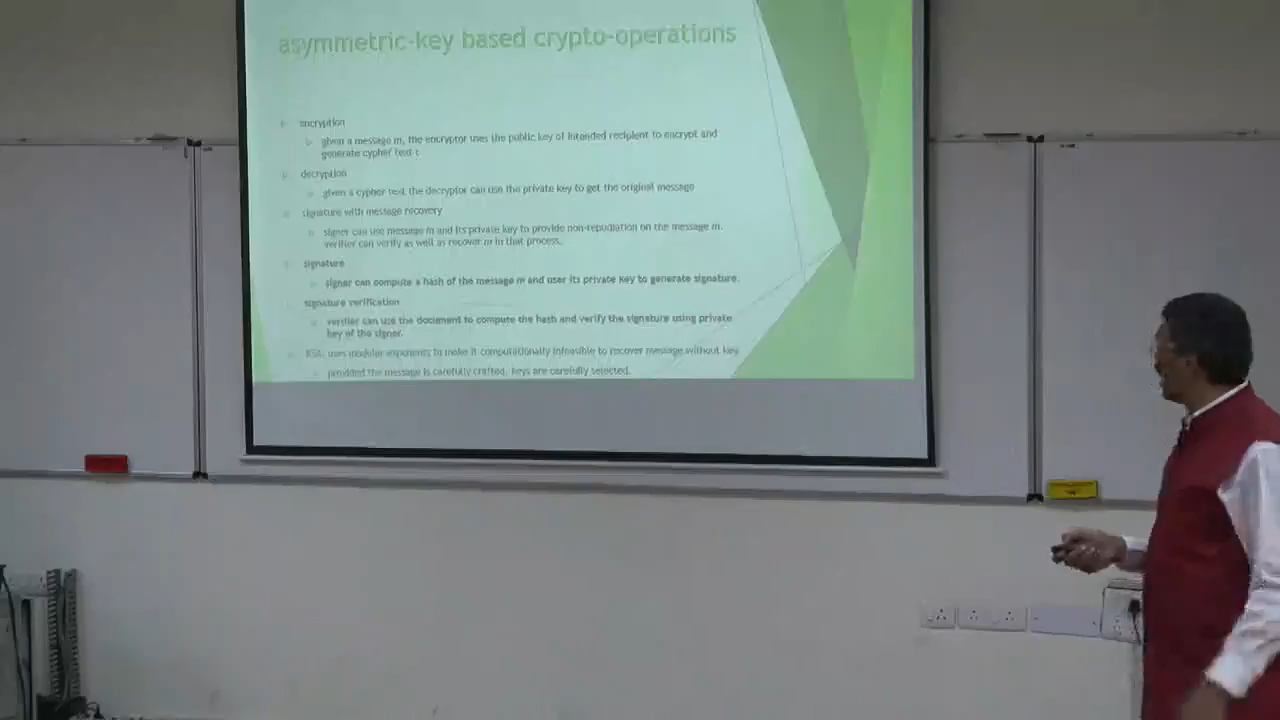 asymmetric-key based crypto-operations
encryption
given a message m, the encryptor uses the public key of intended recipient to encrypt and
generate cypher text c
decryption
given a cypher text, the decryptor can use the private key to get the original message
signature with message recovery
signer can use message m and its private key to provide non-repudiation on the message m.
verifier can verify as well as recover m in that process.
signature
signer can compute a hash of the message m and user its private key to generate signature.
signature verification
verifier can use the document to compute the hash and verify the signature using private
key of the signer.
RSA: uses modular exponents to make it computationally infeasible to recover message without key
provided the message is carefully crafted, keys are carefully selected.